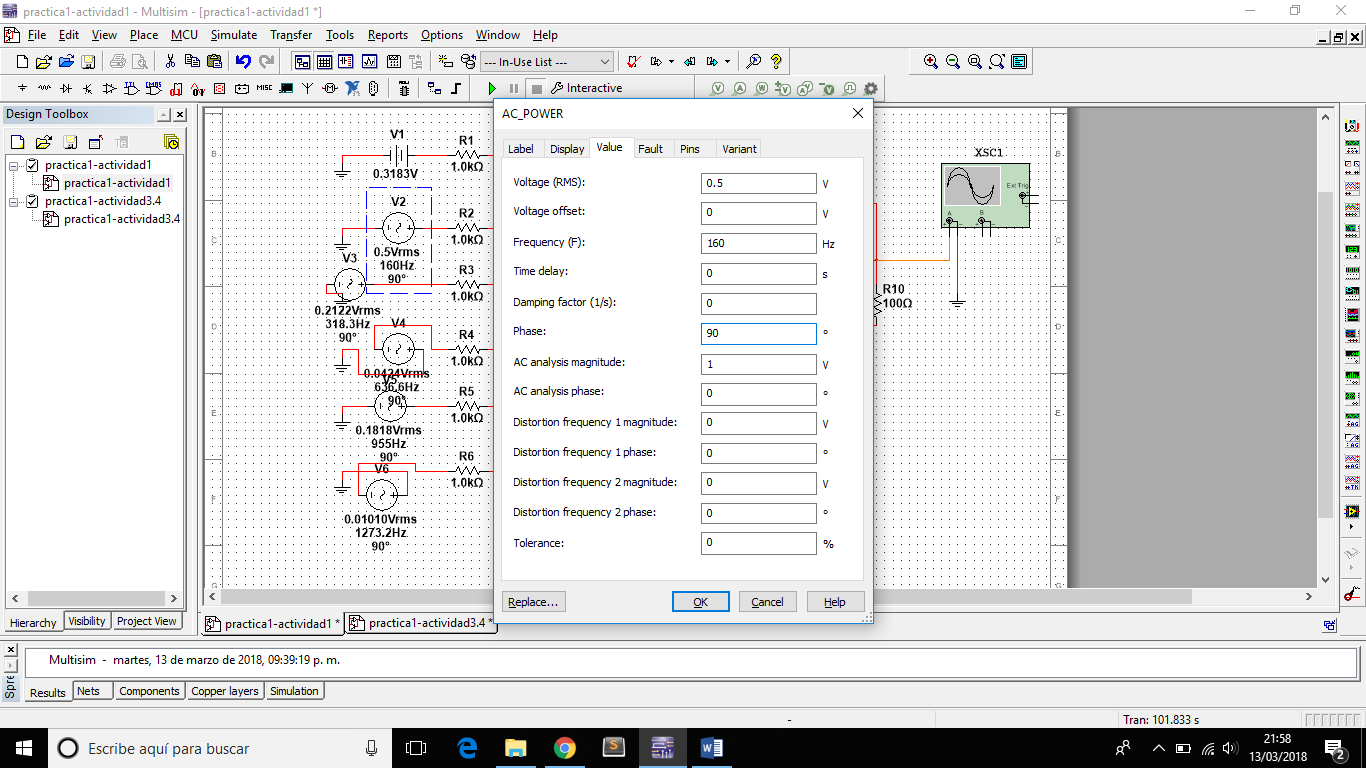 practica1-actividad1 - Multisim - [practica1-actividad1 *]
File Edit View Place MCU Simulate Transfer Tools Reports Options Window Help
--- In-Use List ---
MISC
Interactive
Design Toolbox
practica1-actividad1
practica1-actividad1
practica1-actividad3.4
practica1-actividad3.4
Hierarchy Visibility Project View
V1
0.3183V
R1
1.0kΩ
V2
0.5Vrms
160Hz
90°
R2
1.0kΩ
V3
0.2122Vrms
318.3Hz
90°
R3
1.0kΩ
V4
0.0424Vrms
636.6Hz
90°
R4
1.0kΩ
V5
0.1818Vrms
955Hz
90°
R5
1.0kΩ
V6
0.01010Vrms
1273.2Hz
90°
R6
1.0kΩ
AC_POWER
Label Display Value Fault Pins Variant
Voltage (RMS): 0.5 V
Voltage offset: 0 V
Frequency (F): 160 Hz
Time delay: 0 s
Damping factor (1/s): 0
Phase: 90 °
AC analysis magnitude: 1 V
AC analysis phase: 0 °
Distortion frequency 1 magnitude: 0 V
Distortion frequency 1 phase: 0 °
Distortion frequency 2 magnitude: 0 V
Distortion frequency 2 phase: 0 °
Tolerance: 0 %
Replace... OK Cancel Help
XSC1
Ext Trig
A B
R10
100Ω
practica1-actividad1 * practica1-actividad3.4 *
Multisim - martes, 13 de marzo de 2018, 09:39:19 p. m.
Spre
Results Nets Components Copper layers Simulation
- Tran: 101.833 s
Escribe aquí para buscar
21:58
13/03/2018
2